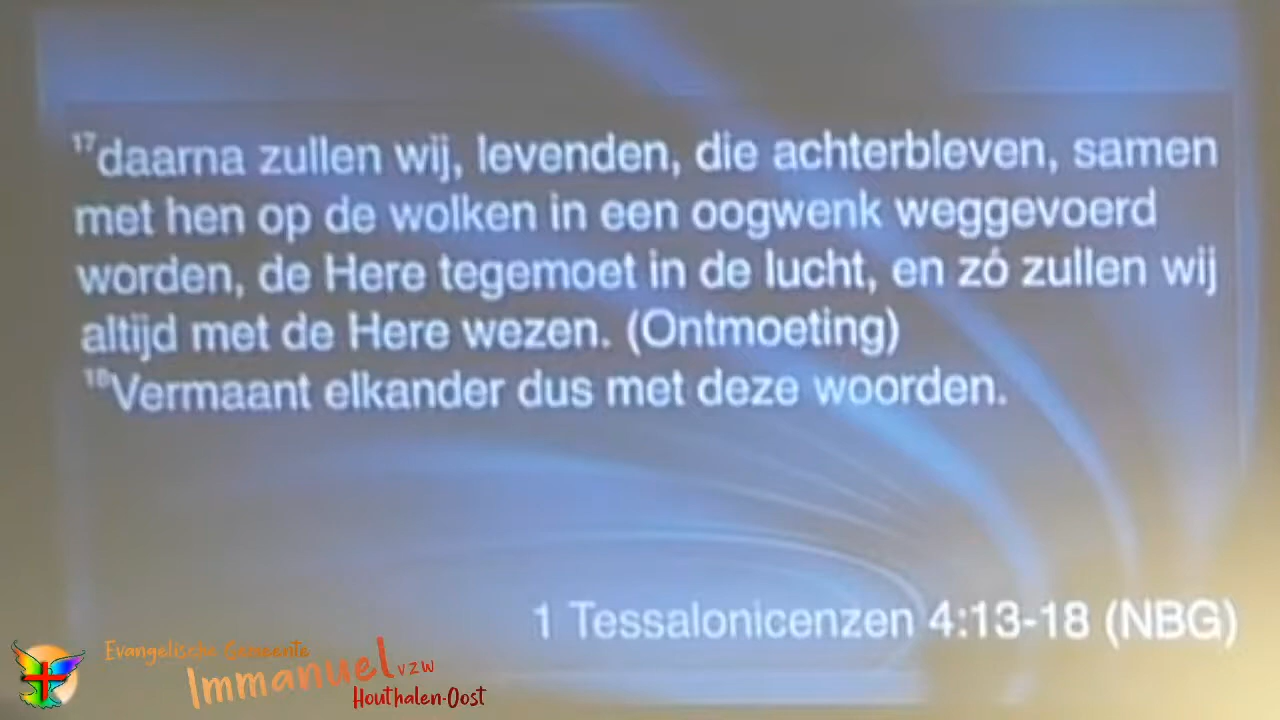 ¹⁷daarna zullen wij, levenden, die achterbleven, samen
met hen op de wolken in een oogwenk weggevoerd
worden, de Here tegemoet in de lucht, en zó zullen wij
altijd met de Here wezen. (Ontmoeting)
¹⁸Vermaant elkander dus met deze woorden.
1 Tessalonicenzen 4:13-18 (NBG)
Evangelische Gemeente
Immanuel vzw
Houthalen-Oost